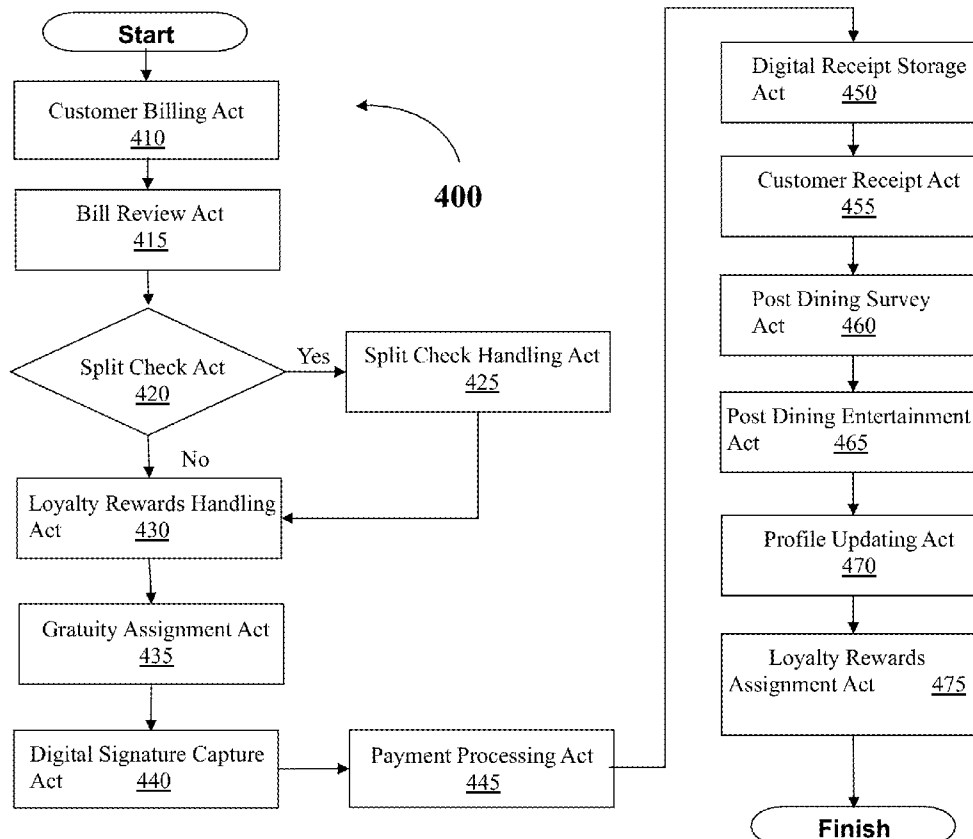 Start
Customer Billing Act
410
400
Bill Review Act
415
Split Check Act
420
Yes
Split Check Handling Act
425
No
Loyalty Rewards Handling
Act 430
Gratuity Assignment Act
435
Digital Signature Capture
Act 440
Payment Processing Act
445
Digital Receipt Storage
Act 450
Customer Receipt Act
455
Post Dining Survey
Act 460
Post Dining Entertainment
Act 465
Profile Updating Act
470
Loyalty Rewards
Assignment Act 475
Finish